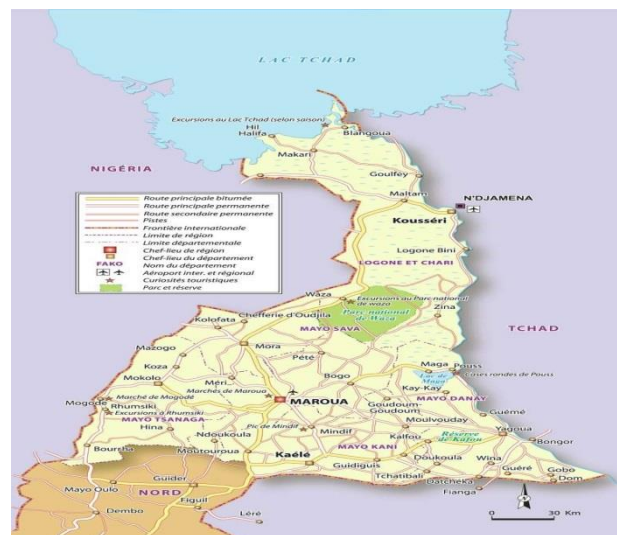 LAC TCHAD
Excursions au Lac Tchad (selon saison)
Hil
Halifa
Blangoua
Makari
NIGÉRIA
Goulfey
Maltam
N'DJAMENA
Kousséri
Logone Bini
LOGONE ET CHARI
Route principale bitumée
Route principale permanente
Route secondaire permanente
Pistes
Frontière internationale
Limite de région
Limite départementale
Chef-lieu de région
Chef-lieu du département
FAKO Nom du département
Aéroport inter. et régional
Curiosités touristiques
Parc et réserve
Waza
Excursions au Parc national
de waza
Parc national
de Waza
Zina
Chefferie d'Oudjila
Kolofata
MAYO SAVA
TCHAD
Mora
Mazogo
Pété
Koza
Maga
Pouss
Cases rondes de Pouss
Lac de
Maga
Mokolo
Méri
Bogo
Kay-Kay
Marchés de Maroua
MAROUA
MAYO DANAY
Marché de Mogodé
Mogodé
Rhumsiki
Goudoum-
Goudoum
Guémé
Excursions à Rhumsiki
MAYO TSANAGA
Moulvouday
Hina
Pic de Mindif
Mindif
Yagoua
Ndoukoula
Kalfou
Réserve
de Kalfou
MAYO KANI
Bongor
Bourrha
Moutouroua
Kaélé
Guidiguis
Doukoula
Wina
Guéré
Gobo
Dom
Tchatibali
Datchéka
Fianga
Guider
Mayo Oulo
NORD
Figuil
Dembo
Léré
0 30 Km